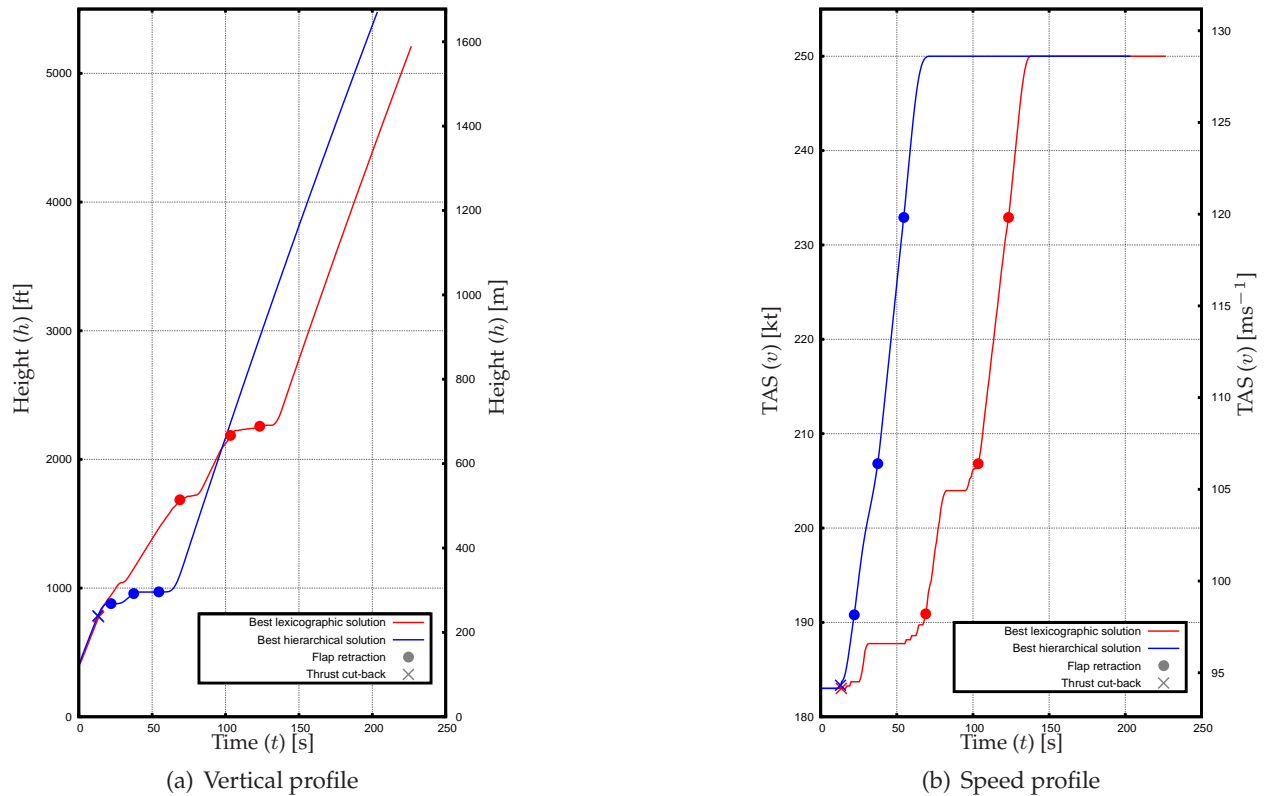 5000
4000
3000
2000
1000
0
Height (h) [ft]
1600
1400
1200
1000
800
600
400
200
0
Height (h) [m]
Best lexicographic solution
Best hierarchical solution
Flap retraction
Thrust cut-back
0 50 100 150 200 250
Time (t) [s]
(a) Vertical profile
250
240
230
220
210
200
190
180
TAS (v) [kt]
130
125
120
115
110
105
100
95
TAS (v) [ms⁻¹]
Best lexicographic solution
Best hierarchical solution
Flap retraction
Thrust cut-back
0 50 100 150 200 250
Time (t) [s]
(b) Speed profile